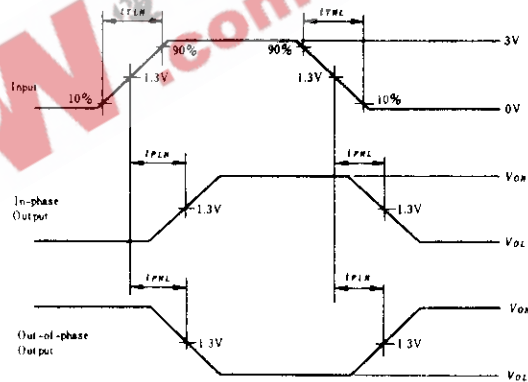 tTLH tTHL
90% 90% 3V
1.3V 1.3V
Input
10% 10% 0V
tPLH tPHL
VOH
In-phase
Output
1.3V 1.3V
VOL
tPHL tPLH
VOH
Out-of-phase
Output
1.3V 1.3V
VOL
W .com